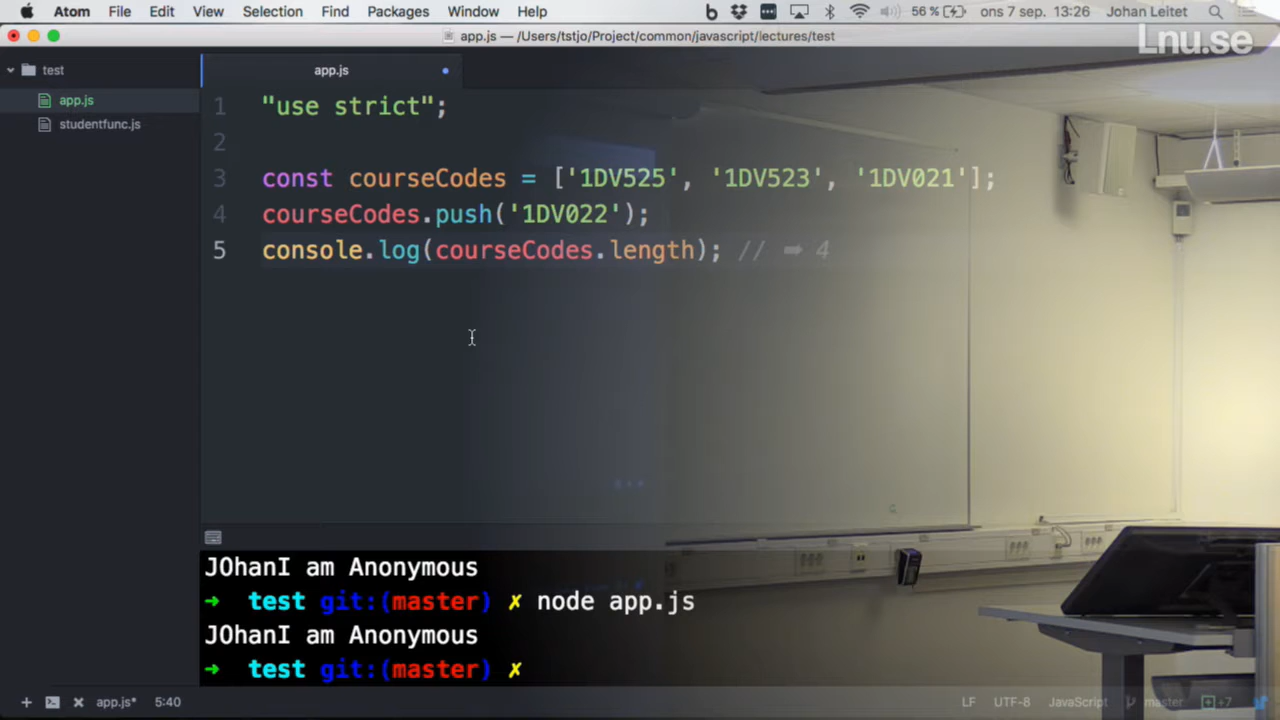 Atom File Edit View Selection Find Packages Window Help 56 % ons 7 sep. 13:26 Johan Leitet
app.js — /Users/tstjo/Project/common/javascript/lectures/test
Lnu.se
test
app.js
studentfunc.js
app.js
1 "use strict";
2
3 const courseCodes = ['1DV525', '1DV523', '1DV021'];
4 courseCodes.push('1DV022');
5 console.log(courseCodes.length); // ➡ 4
JOhanI am Anonymous
➜ test git:(master) ✗ node app.js
JOhanI am Anonymous
➜ test git:(master) ✗
app.js* 5:40 LF UTF-8 JavaScript master +7